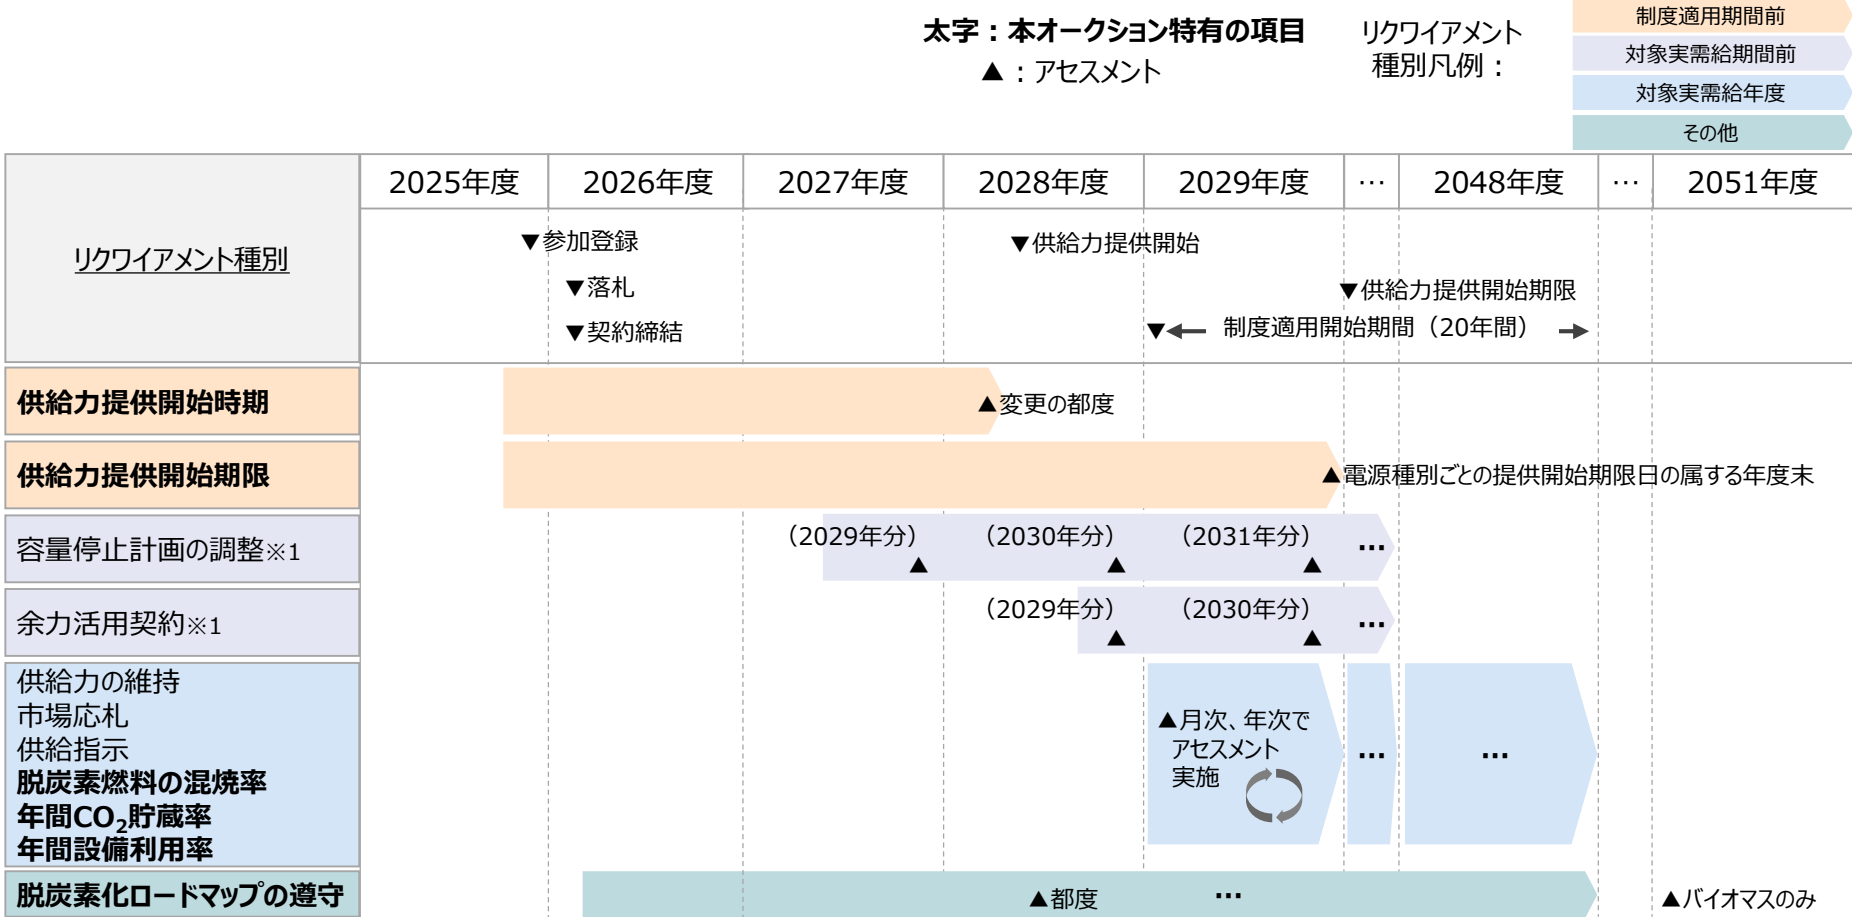 太字：本オークション特有の項目
▲：アセスメント
リクワイアメント
種別凡例：
制度適用期間前
対象実需給期間前
対象実需給年度
その他
リクワイアメント種別
2025年度
2026年度
2027年度
2028年度
2029年度
…
2048年度
…
2051年度
▼参加登録
▼供給力提供開始
▼落札
▼供給力提供開始期限
▼契約締結
▼ 制度適用開始期間（20年間）
供給力提供開始時期
▲変更の都度
供給力提供開始期限
▲電源種別ごとの提供開始期限日の属する年度末
容量停止計画の調整※1
（2029年分）
▲
（2030年分）
▲
（2031年分）
▲
…
余力活用契約※1
（2029年分）
▲
（2030年分）
▲
…
供給力の維持
市場応札
供給指示
脱炭素燃料の混焼率
年間CO₂貯蔵率
年間設備利用率
▲月次、年次で
アセスメント
実施
…
…
脱炭素化ロードマップの遵守
▲都度
…
▲バイオマスのみ